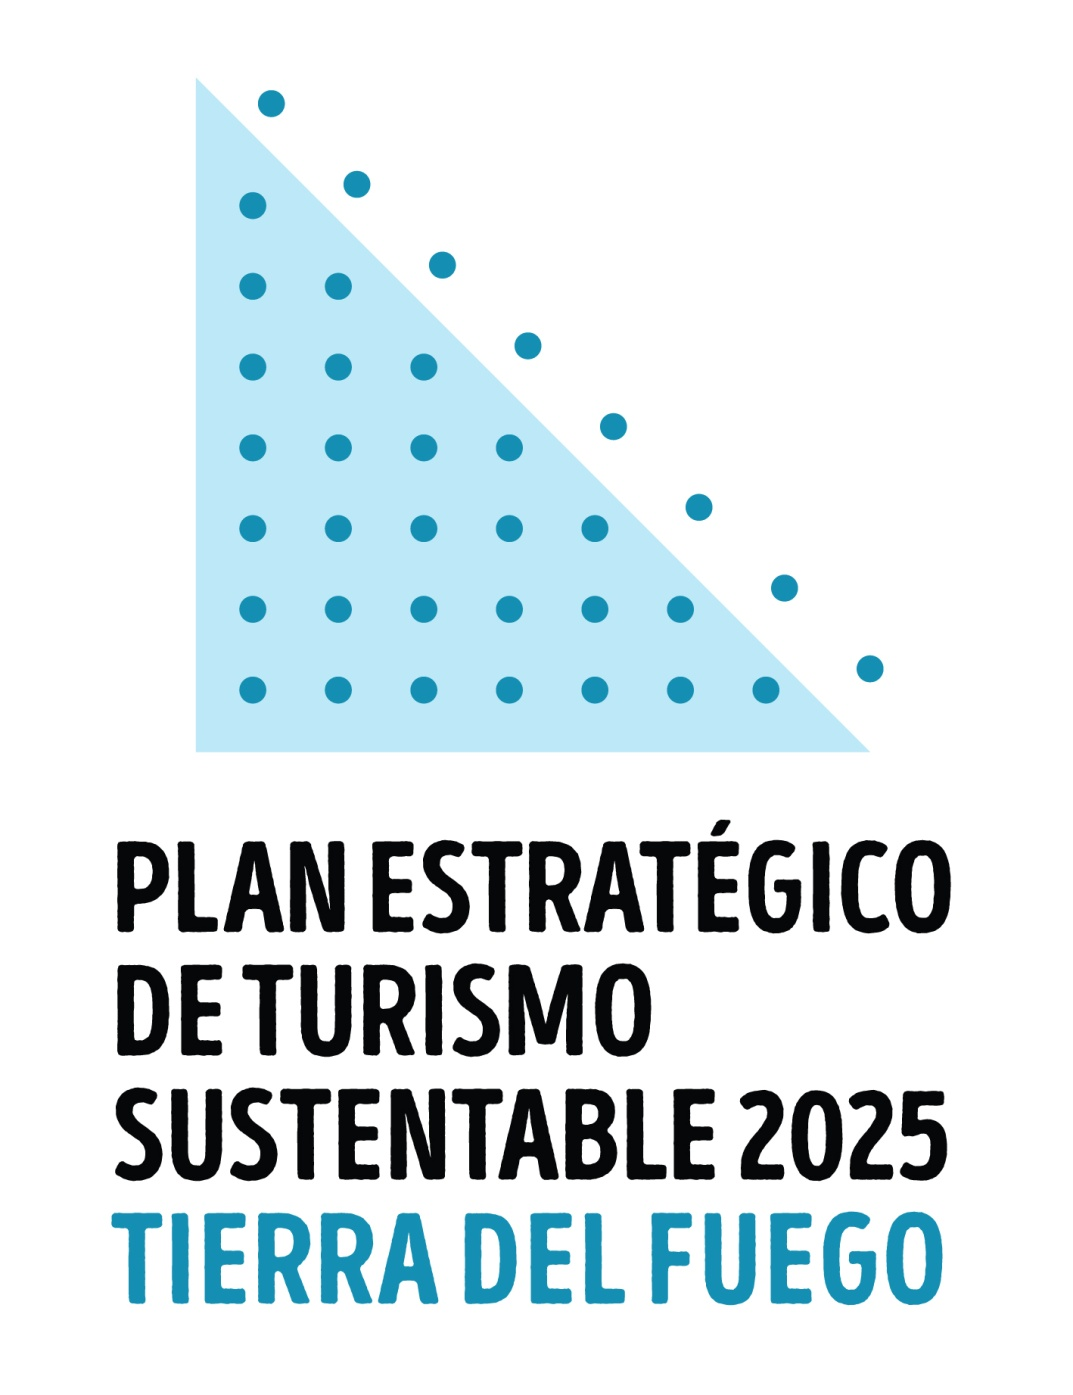 PLAN ESTRATÉGICO
DE TURISMO
SUSTENTABLE 2025
TIERRA DEL FUEGO